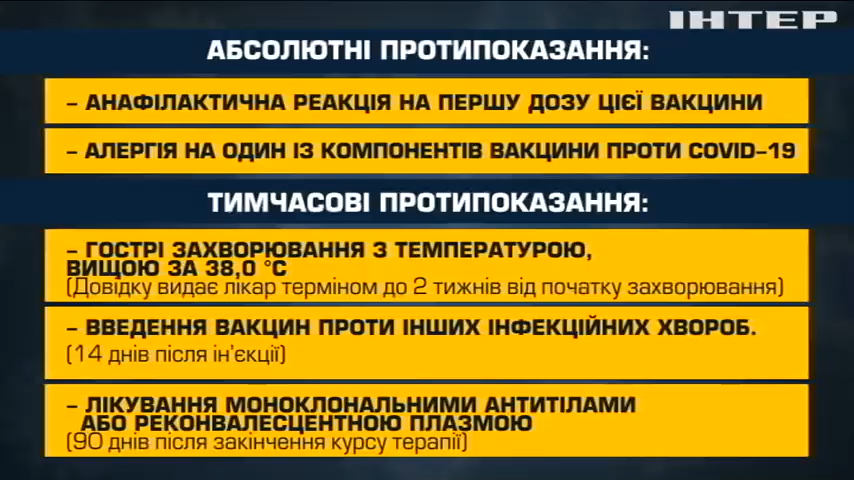 ІНТЕР
АБСОЛЮТНІ ПРОТИПОКАЗАННЯ:
– АНАФІЛАКТИЧНА РЕАКЦІЯ НА ПЕРШУ ДОЗУ ЦІЄЇ ВАКЦИНИ
– АЛЕРГІЯ НА ОДИН ІЗ КОМПОНЕНТІВ ВАКЦИНИ ПРОТИ COVID–19
ТИМЧАСОВІ ПРОТИПОКАЗАННЯ:
– ГОСТРІ ЗАХВОРЮВАННЯ З ТЕМПЕРАТУРОЮ,
ВИЩОЮ ЗА 38,0 °C
(Довідку видає лікар терміном до 2 тижнів від початку захворювання)
– ВВЕДЕННЯ ВАКЦИН ПРОТИ ІНШИХ ІНФЕКЦІЙНИХ ХВОРОБ.
(14 днів після ін'єкції)
– ЛІКУВАННЯ МОНОКЛОНАЛЬНИМИ АНТИТІЛАМИ
АБО РЕКОНВАЛЕСЦЕНТНОЮ ПЛАЗМОЮ
(90 днів після закінчення курсу терапії)